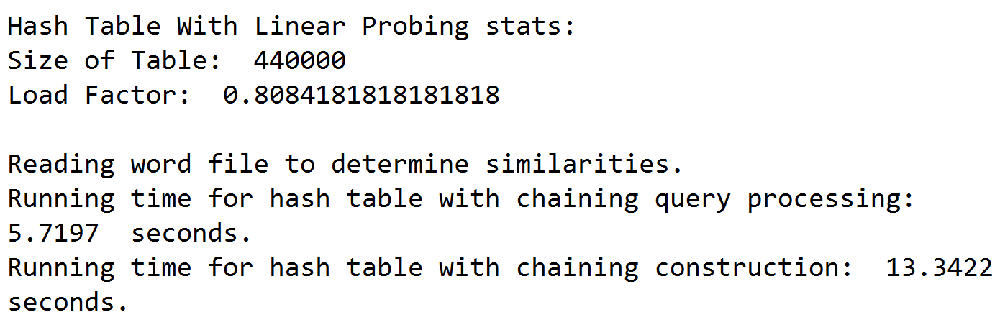 Hash Table With Linear Probing stats:
Size of Table:  440000
Load Factor:  0.8084181818181818
Reading word file to determine similarities.
Running time for hash table with chaining query processing:
5.7197  seconds.
Running time for hash table with chaining construction:  13.3422
seconds.